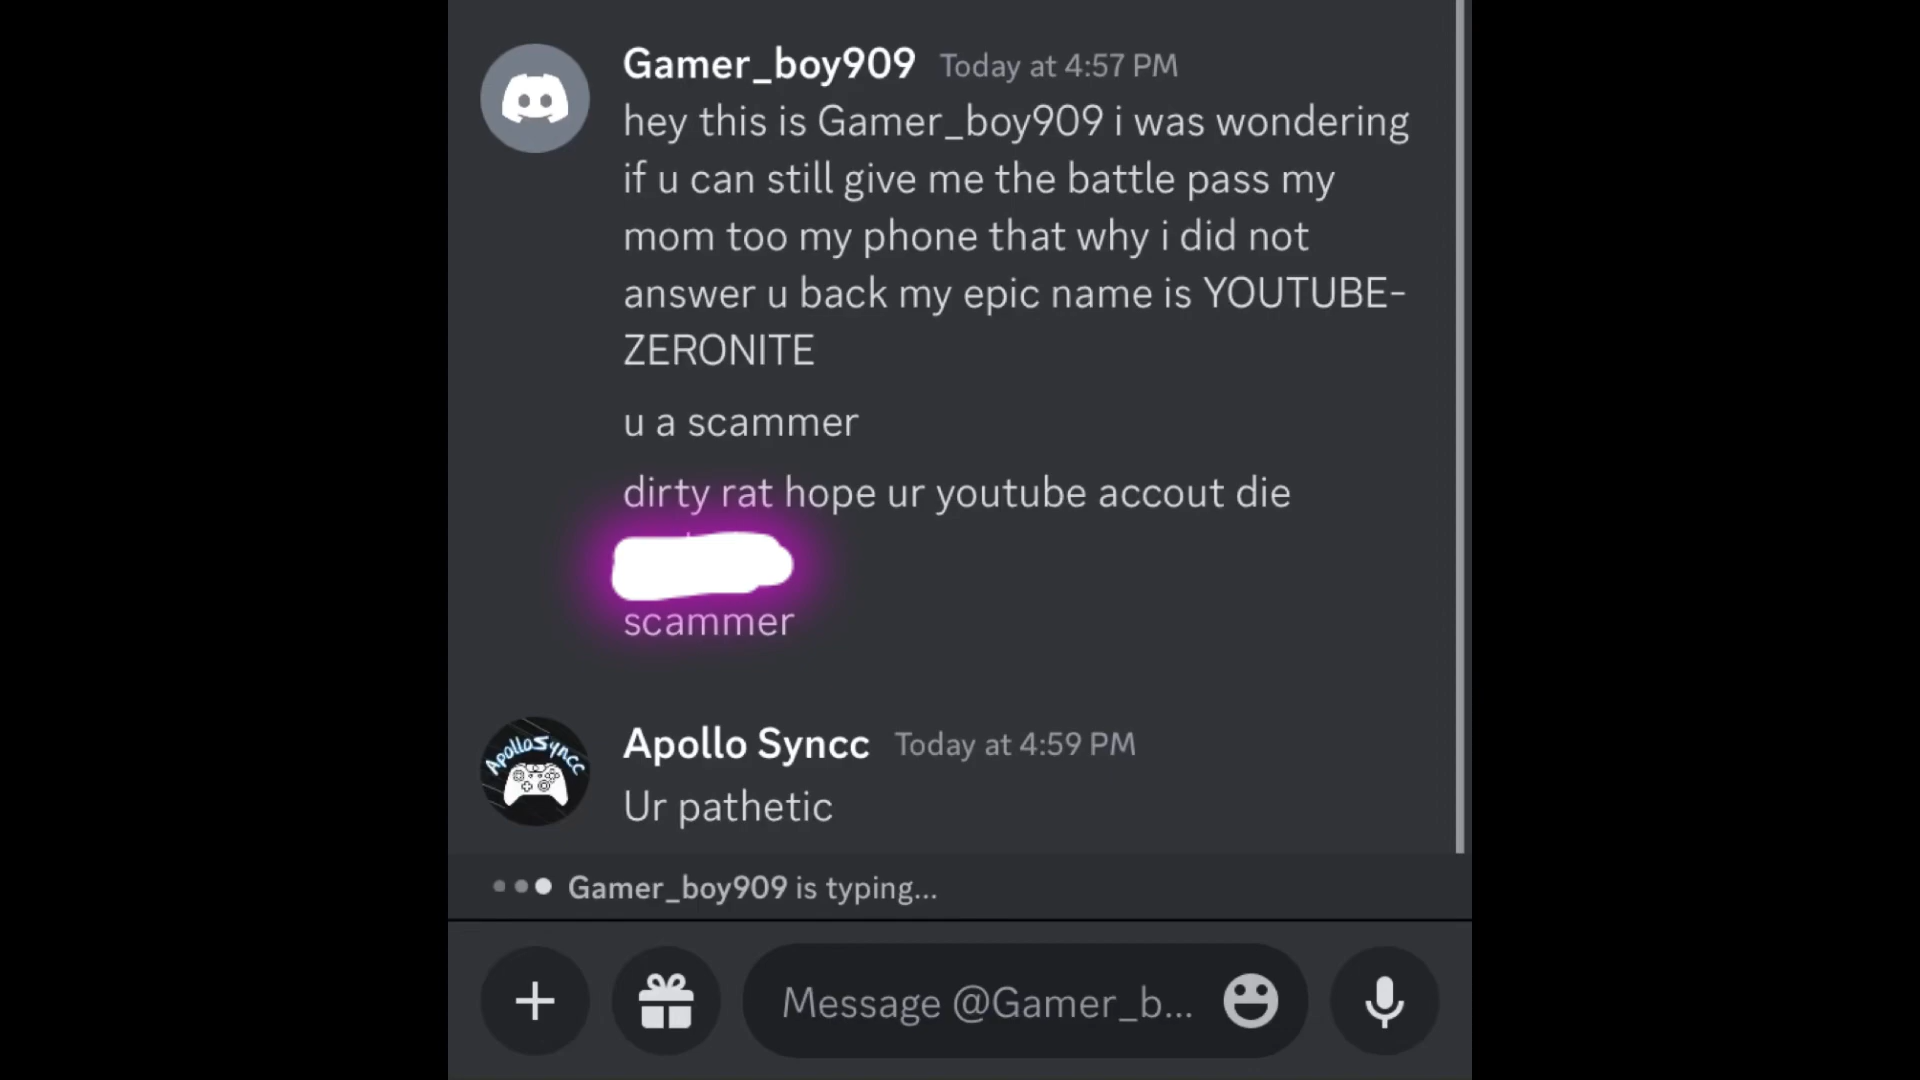 Gamer_boy909 Today at 4:57 PM
hey this is Gamer_boy909 i was wondering
if u can still give me the battle pass my
mom too my phone that why i did not
answer u back my epic name is YOUTUBE-
ZERONITE
u a scammer
dirty rat hope ur youtube accout die
scammer
ApolloSyncc
Apollo Syncc Today at 4:59 PM
Ur pathetic
Gamer_boy909 is typing...
Message @Gamer_b...